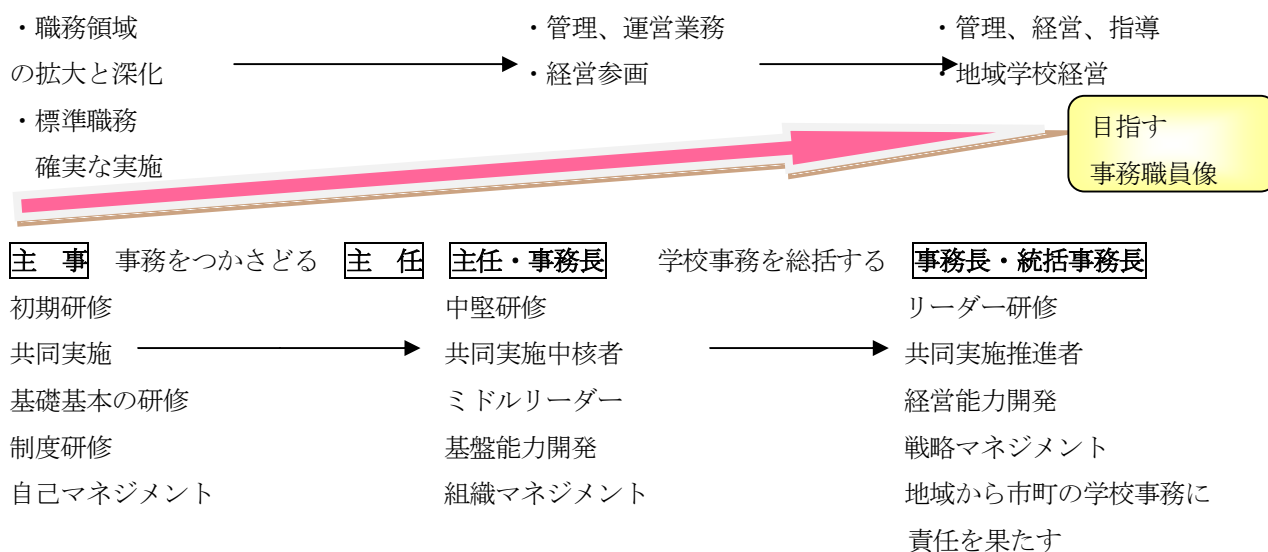 ・職務領域
の拡大と深化
・標準職務
確実な実施
・管理、運営業務
・経営参画
・管理、経営、指導
・地域学校経営
目指す
事務職員像
主　事　事務をつかさどる　主　任　主任・事務長　学校事務を総括する　事務長・統括事務長
初期研修
共同実施
基礎基本の研修
制度研修
自己マネジメント
中堅研修
共同実施中核者
ミドルリーダー
基盤能力開発
組織マネジメント
リーダー研修
共同実施推進者
経営能力開発
戦略マネジメント
地域から市町の学校事務に
責任を果たす